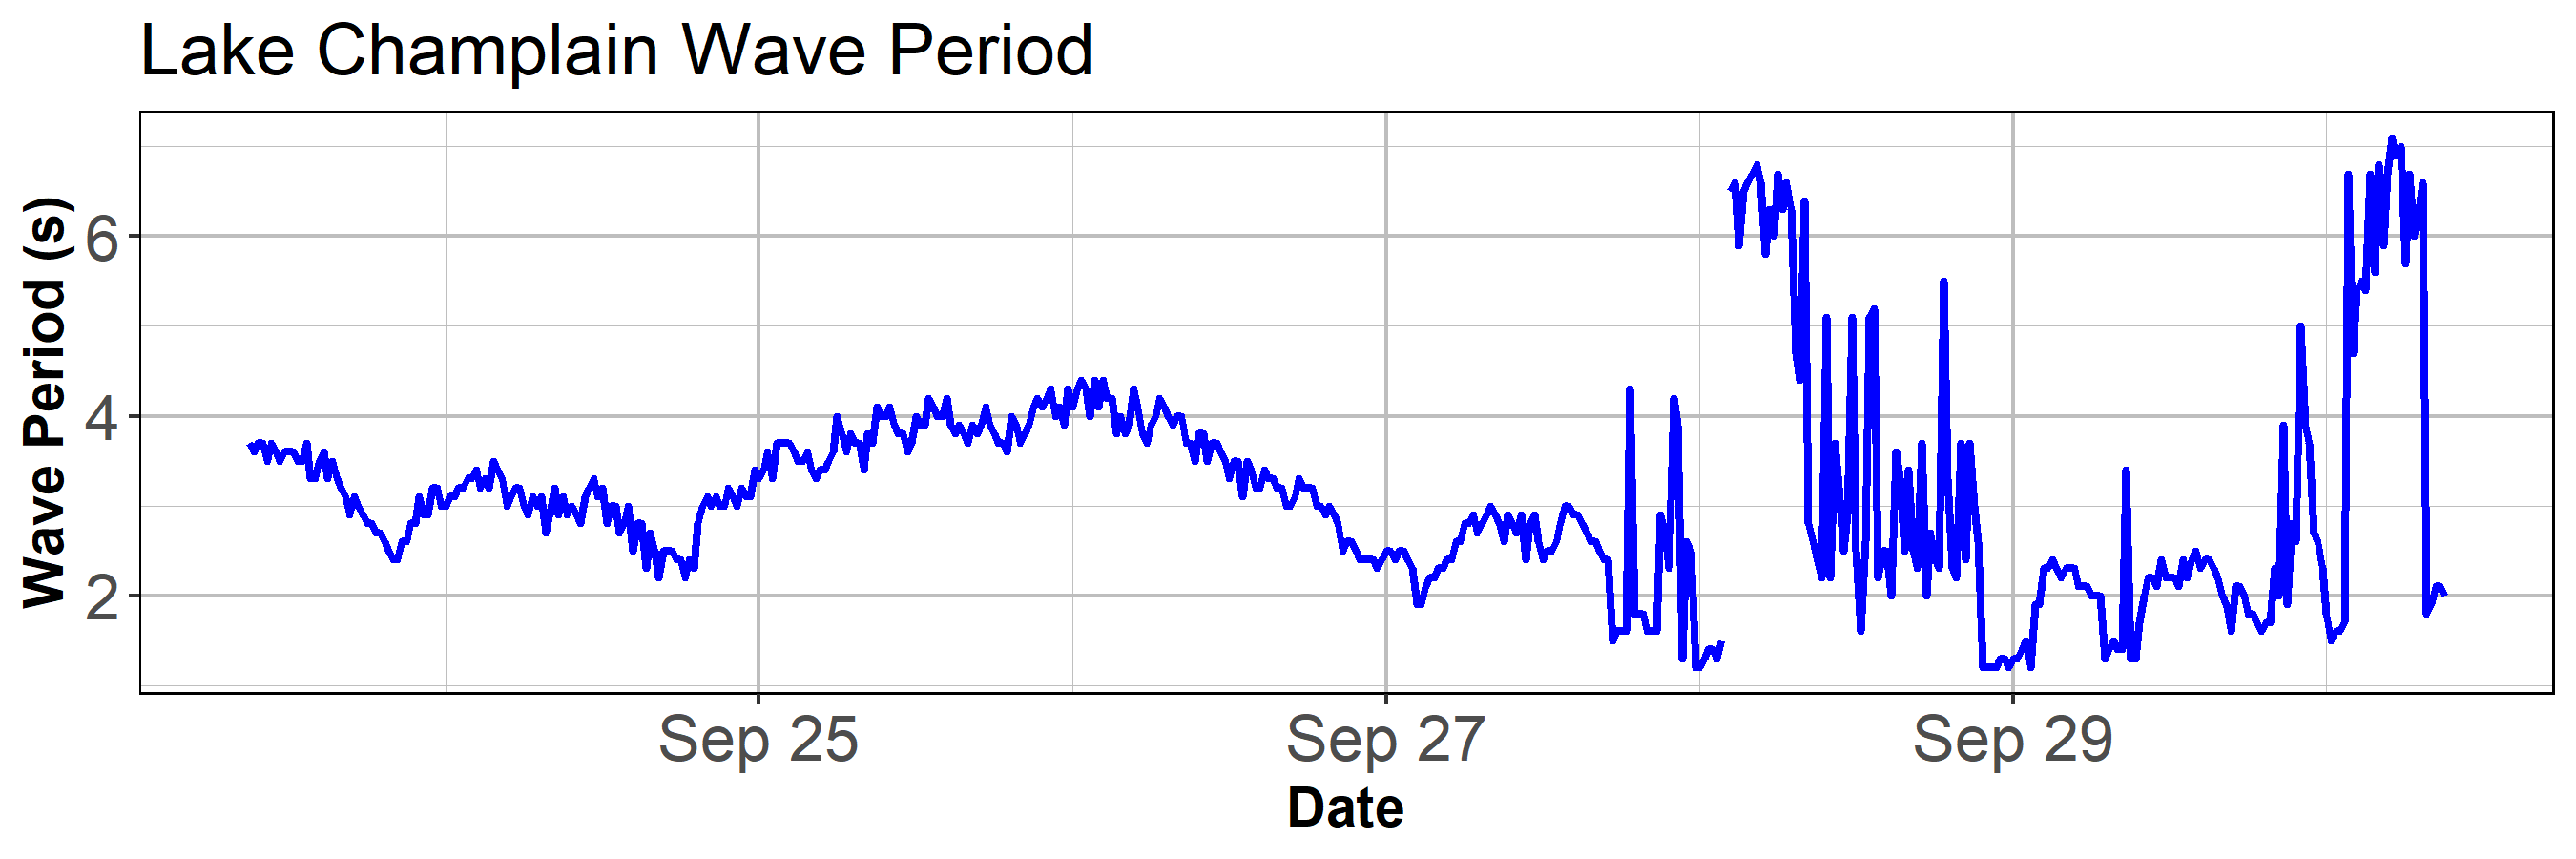 Lake Champlain Wave Period
Wave Period (s)
6
4
2
Sep 25
Sep 27
Sep 29
Date